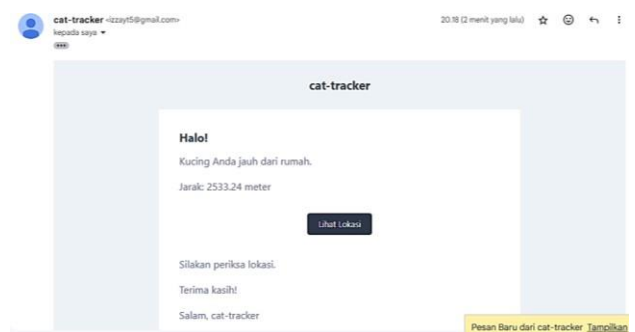 cat-tracker <izzayt5@gmail.com>
20.18 (2 menit yang lalu)
kepada saya
cat-tracker
Halo!
Kucing Anda jauh dari rumah.
Jarak: 2533.24 meter
Lihat Lokasi
Silakan periksa lokasi.
Terima kasih!
Salam, cat-tracker
Pesan Baru dari cat-tracker Tampilkan